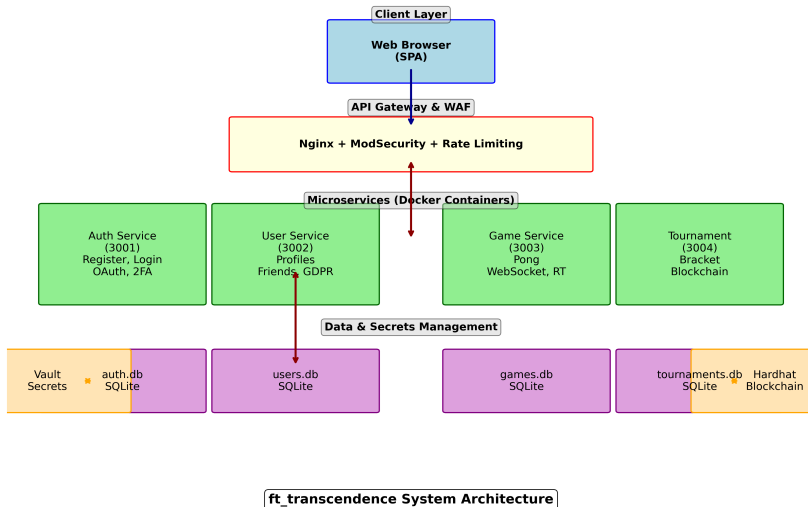 Client Layer
Web Browser
(SPA)
API Gateway & WAF
Nginx + ModSecurity + Rate Limiting
Microservices (Docker Containers)
Auth Service
(3001)
Register, Login
OAuth, 2FA
User Service
(3002)
Profiles
Friends, GDPR
Game Service
(3003)
Pong
WebSocket, RT
Tournament
(3004)
Bracket
Blockchain
Data & Secrets Management
Vault
Secrets
auth.db
SQLite
users.db
SQLite
games.db
SQLite
tournaments.db
SQLite
Hardhat
Blockchain
ft_transcendence System Architecture